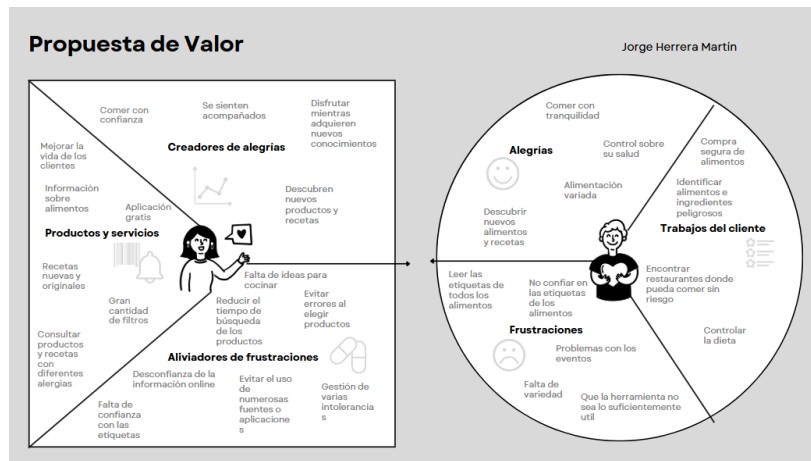 Propuesta de Valor
Jorge Herrera Martín
Comer con
confianza
Se sienten
acompañados
Disfrutar
mientras
adquieren
nuevos
conocimientos
Creadores de alegrías
Descubren
nuevos
productos y
recetas
Mejorar la
vida de los
clientes
Información
sobre
alimentos
Aplicación
gratis
Productos y servicios
Recetas
nuevas y
originales
Gran
cantidad
de filtros
Consultar
productos
y recetas
con
diferentes
alergias
Falta de ideas para
cocinar
Reducir el
tiempo de
búsqueda
de los
productos
Evitar
errores al
elegir
productos
Aliviadores de frustraciones
Desconfianza de la
información online
Evitar el uso
de
numerosas
fuentes o
aplicacione
s
Gestión de
varias
intolerancia
s
Falta de
confianza
con las
etiquetas
Comer con
tranquilidad
Alegrías
Control sobre
su salud
Alimentación
variada
Descubrir
nuevos
alimentos
y recetas
Compra
segura de
alimentos
Identificar
alimentos e
ingredientes
peligrosos
Trabajos del cliente
Encontrar
restaurantes donde
pueda comer sin
riesgo
Controlar
la dieta
Leer las
etiquetas de
todos los
alimentos
No confiar en
las etiquetas
de los
alimentos
Frustraciones
Problemas con los
eventos
Falta de
variedad
Que la herramienta no
sea lo suficientemente
util